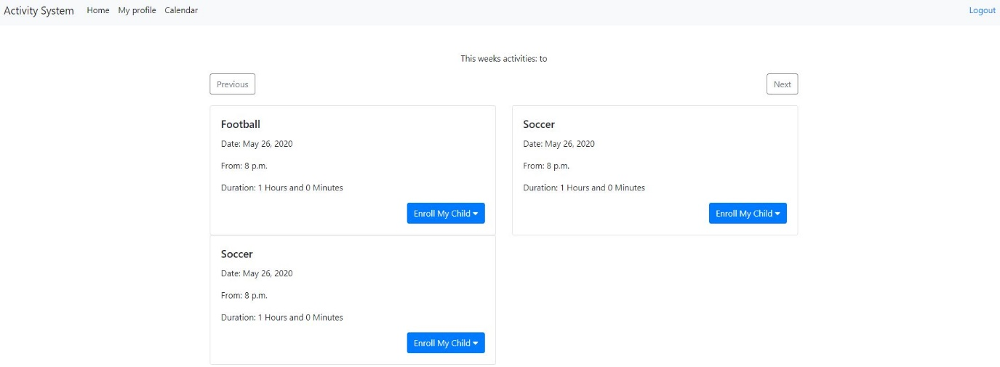 Activity System Home My profile Calendar Logout
This weeks activities: to
Previous Next
Football
Date: May 26, 2020
From: 8 p.m.
Duration: 1 Hours and 0 Minutes
Enroll My Child
Soccer
Date: May 26, 2020
From: 8 p.m.
Duration: 1 Hours and 0 Minutes
Enroll My Child
Soccer
Date: May 26, 2020
From: 8 p.m.
Duration: 1 Hours and 0 Minutes
Enroll My Child